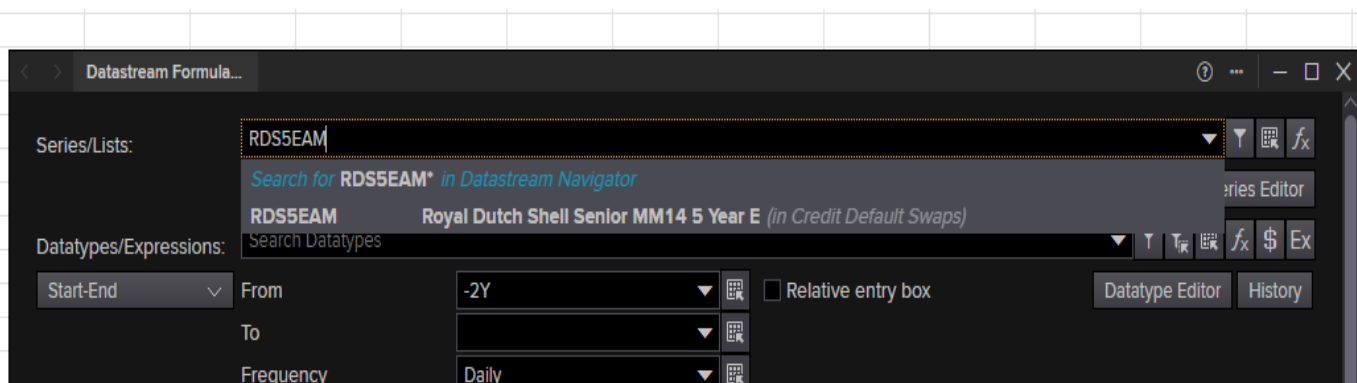 Datastream Formula...
Series/Lists:
RDS5EAM
Search for RDS5EAM* in Datastream Navigator
eries Editor
RDS5EAM Royal Dutch Shell Senior MM14 5 Year E (in Credit Default Swaps)
Datatypes/Expressions:
Search Datatypes
fx $ Ex
Start-End
From
-2Y
Relative entry box
Datatype Editor
History
To
Frequency
Daily